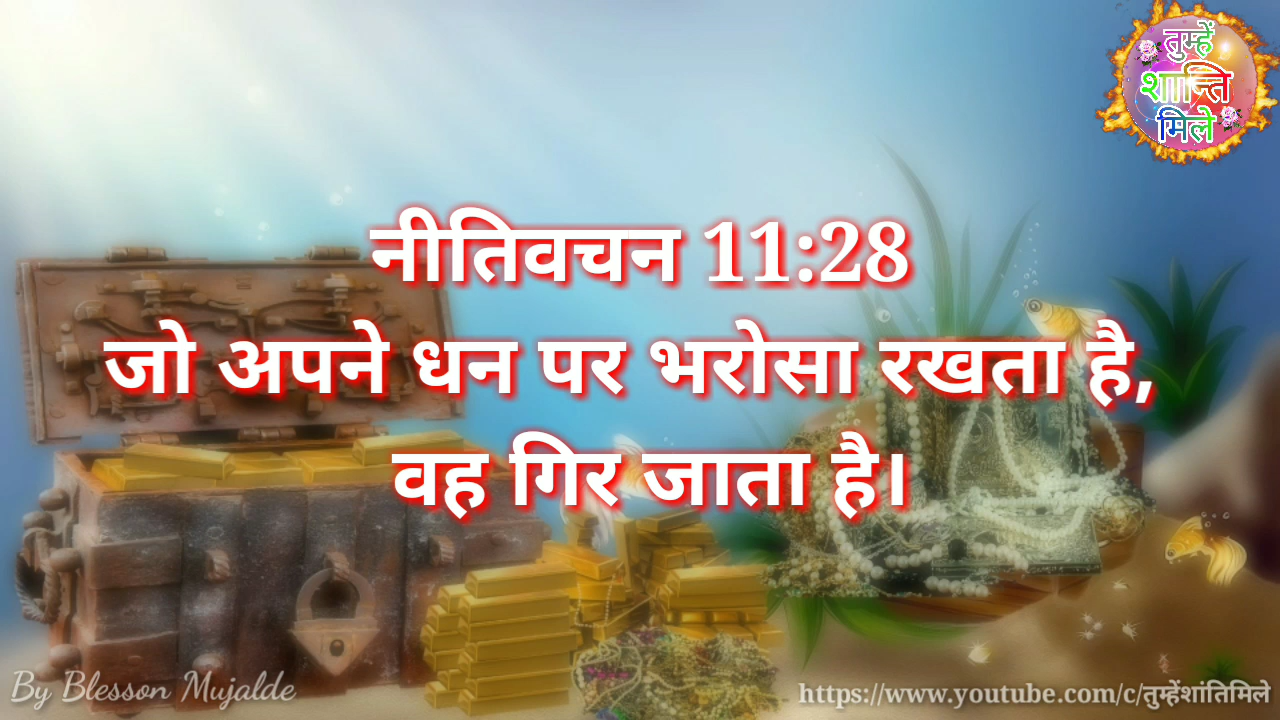 तुम्हें
शान्ति
मिले
नीतिवचन 11:28
जो अपने धन पर भरोसा रखता है,
वह गिर जाता है।
By Blesson Mujalde
https://www.youtube.com/c/तुम्हेंशांतिमिले